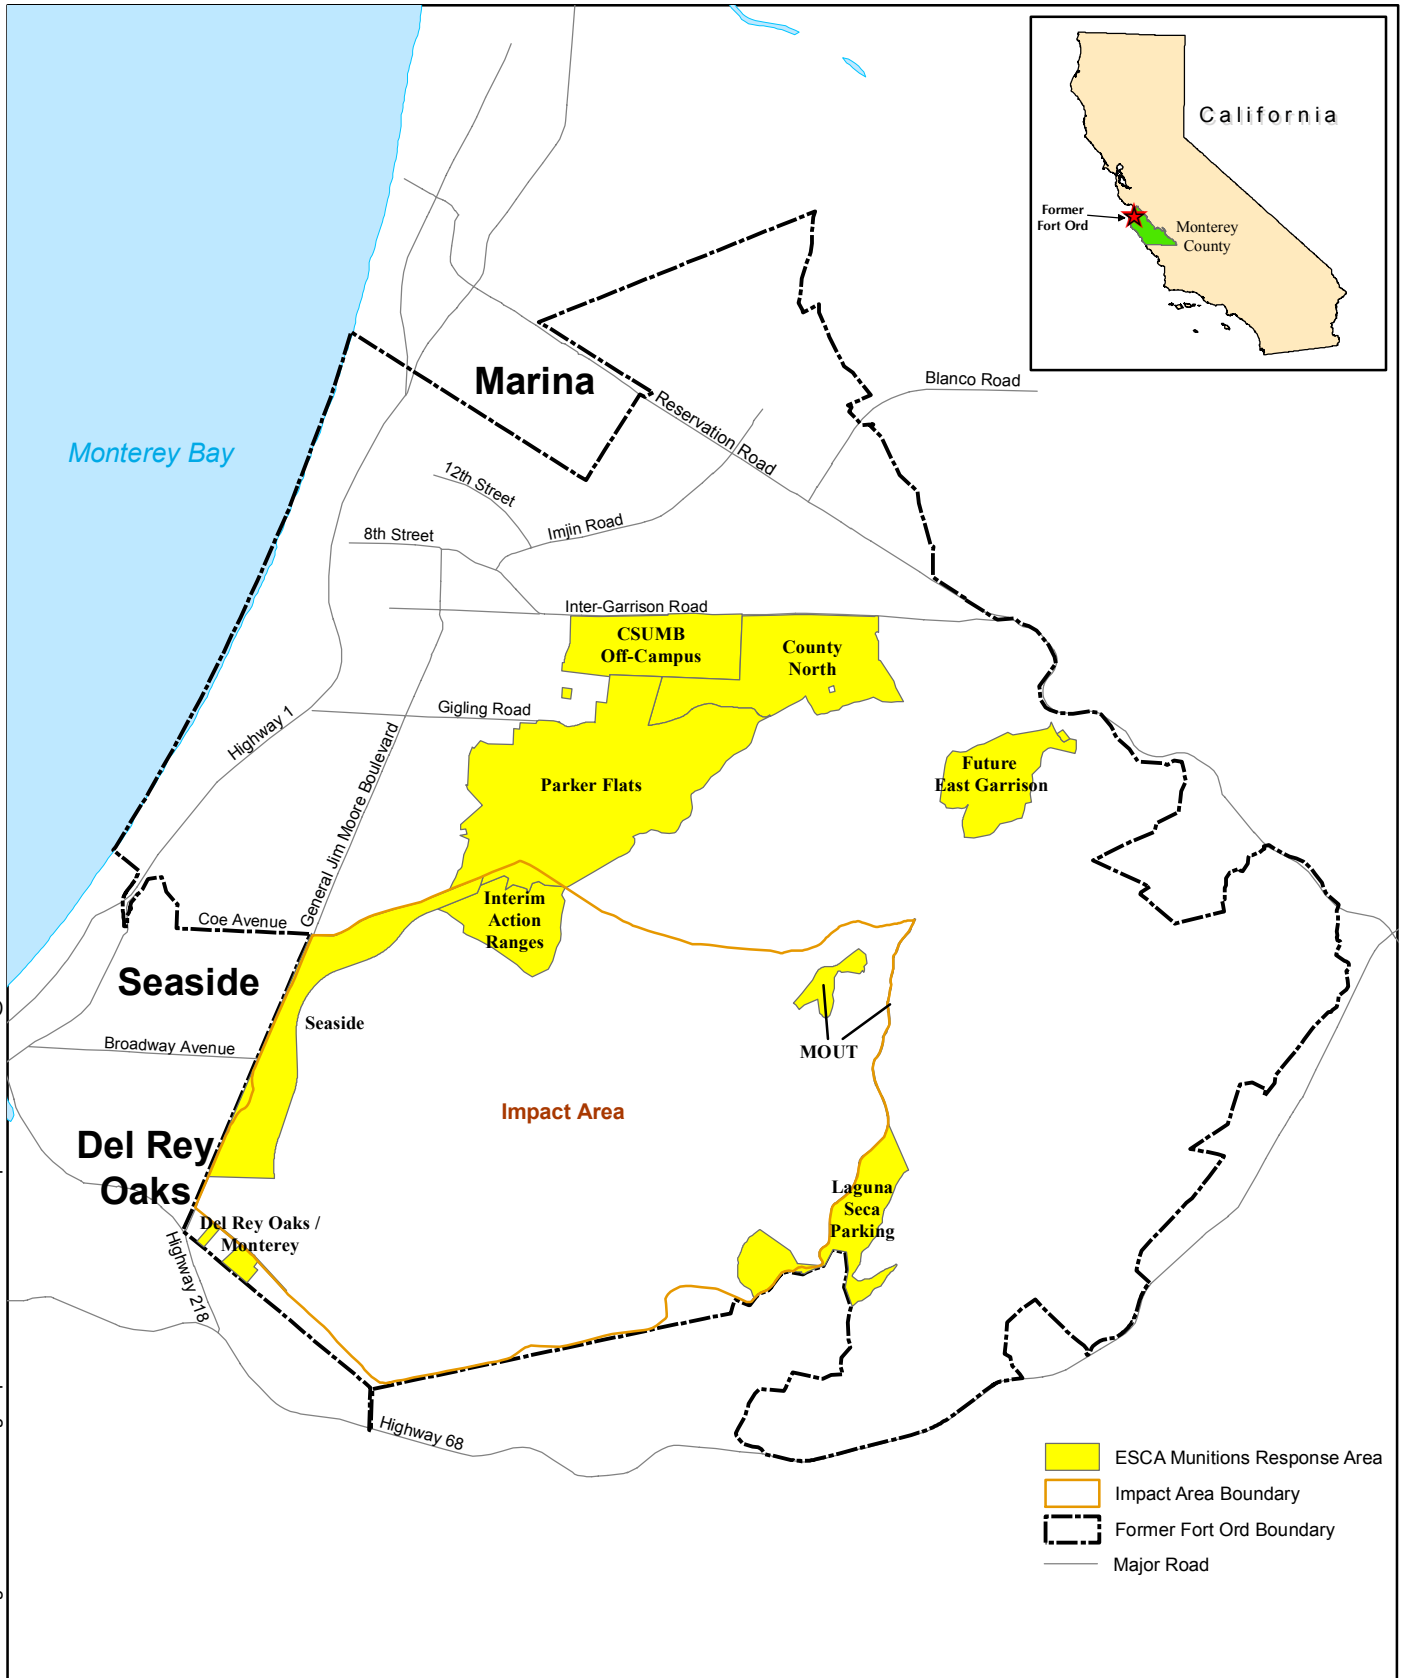 California
Former
Fort Ord
Monterey
County
Marina
Blanco Road
Reservation Road
Monterey Bay
12th Street
Imjin Road
8th Street
Inter-Garrison Road
CSUMB
Off-Campus
County
North
Gigling Road
Highway 1
General Jim Moore Boulevard
Parker Flats
Future
East Garrison
Interim
Action
Ranges
Coe Avenue
Seaside
Seaside
Broadway Avenue
MOUT
Impact Area
Del Rey
Oaks
Laguna
Seca
Parking
Del Rey Oaks /
Monterey
Highway 218
Highway 68
ESCA Munitions Response Area
Impact Area Boundary
Former Fort Ord Boundary
Major Road